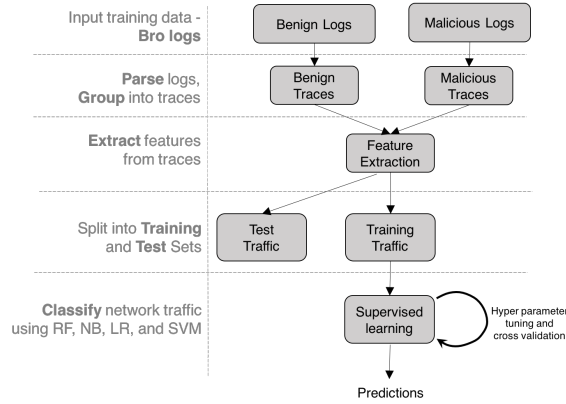 Input training data -
Bro logs
Benign Logs
Malicious Logs
Parse logs,
Group into traces
Benign
Traces
Malicious
Traces
Extract features
from traces
Feature
Extraction
Split into Training
and Test Sets
Test
Traffic
Training
Traffic
Classify network traffic
using RF, NB, LR, and SVM
Supervised
learning
Hyper parameter
tuning and
cross validation
Predictions